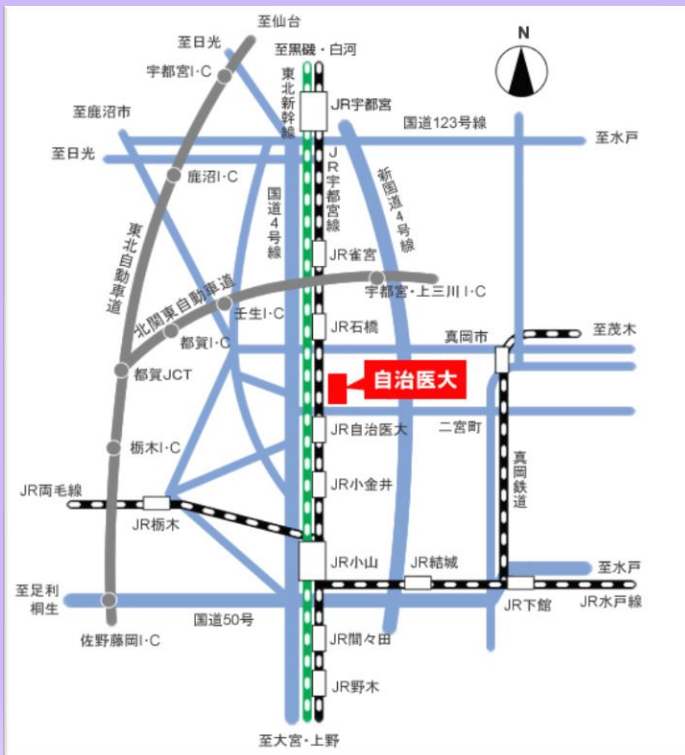 至仙台
至日光
至黒磯・白河
N
宇都宮I・C
東北新幹線
JR宇都宮
至鹿沼市
国道123号線
至水戸
至日光
JR宇都宮線
鹿沼I・C
国道4号線
新国道4号線
東北自動車道
JR雀宮
北関東自動車道
宇都宮・上三川I・C
壬生I・C
JR石橋
都賀I・C
真岡市
至茂木
都賀JCT
自治医大
JR自治医大
二宮町
栃木I・C
真岡鉄道
JR両毛線
JR小金井
JR栃木
JR小山
JR結城
至水戸
至足利
桐生
JR下館
JR水戸線
国道50号
佐野藤岡I・C
JR間々田
JR野木
至大宮・上野